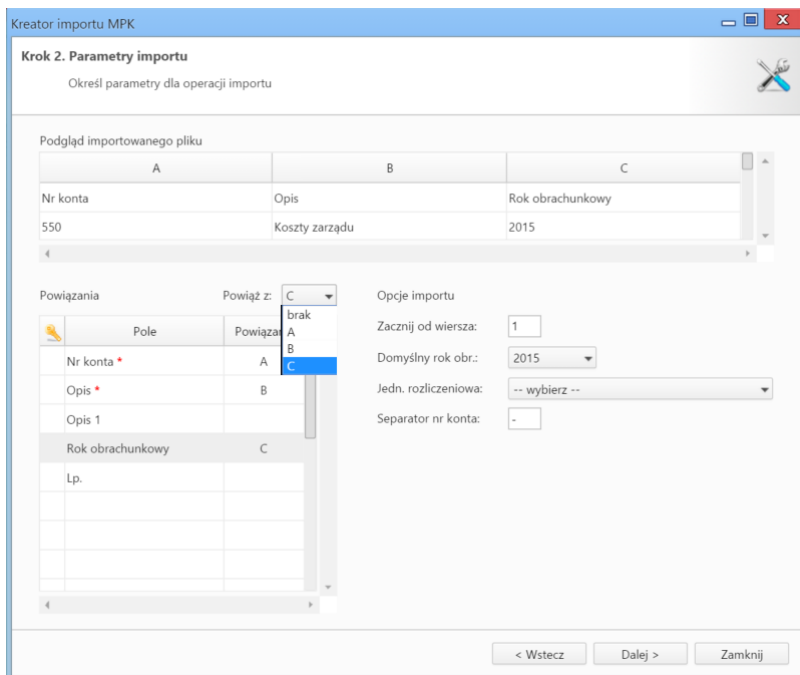 Kreator importu MPK
Krok 2. Parametry importu
Określ parametry dla operacji importu
Podgląd importowanego pliku
A B C
Nr konta Opis Rok obrachunkowy
550 Koszty zarządu 2015
Powiązania Powiąż z: C
brak
A
B
C
Pole Powiąza
Nr konta * A
Opis * B
Opis 1
Rok obrachunkowy C
Lp.
Opcje importu
Zacznij od wiersza: 1
Domyślny rok obr.: 2015
Jedn. rozliczeniowa: -- wybierz --
Separator nr konta: -
< Wstecz Dalej > Zamknij